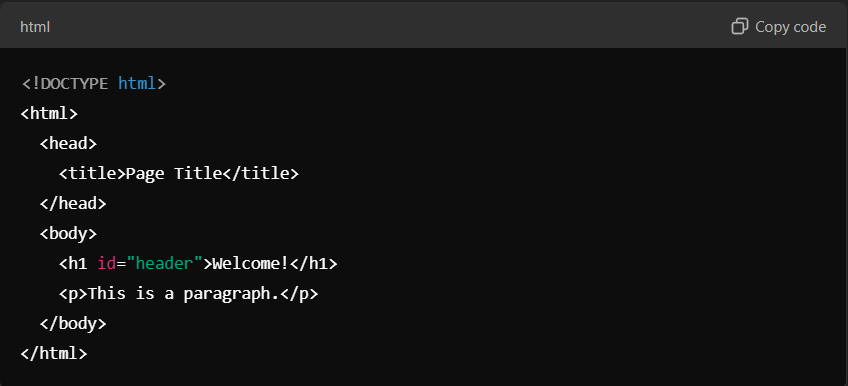 html
Copy code
<!DOCTYPE html>
<html>
  <head>
    <title>Page Title</title>
  </head>
  <body>
    <h1 id="header">Welcome!</h1>
    <p>This is a paragraph.</p>
  </body>
</html>